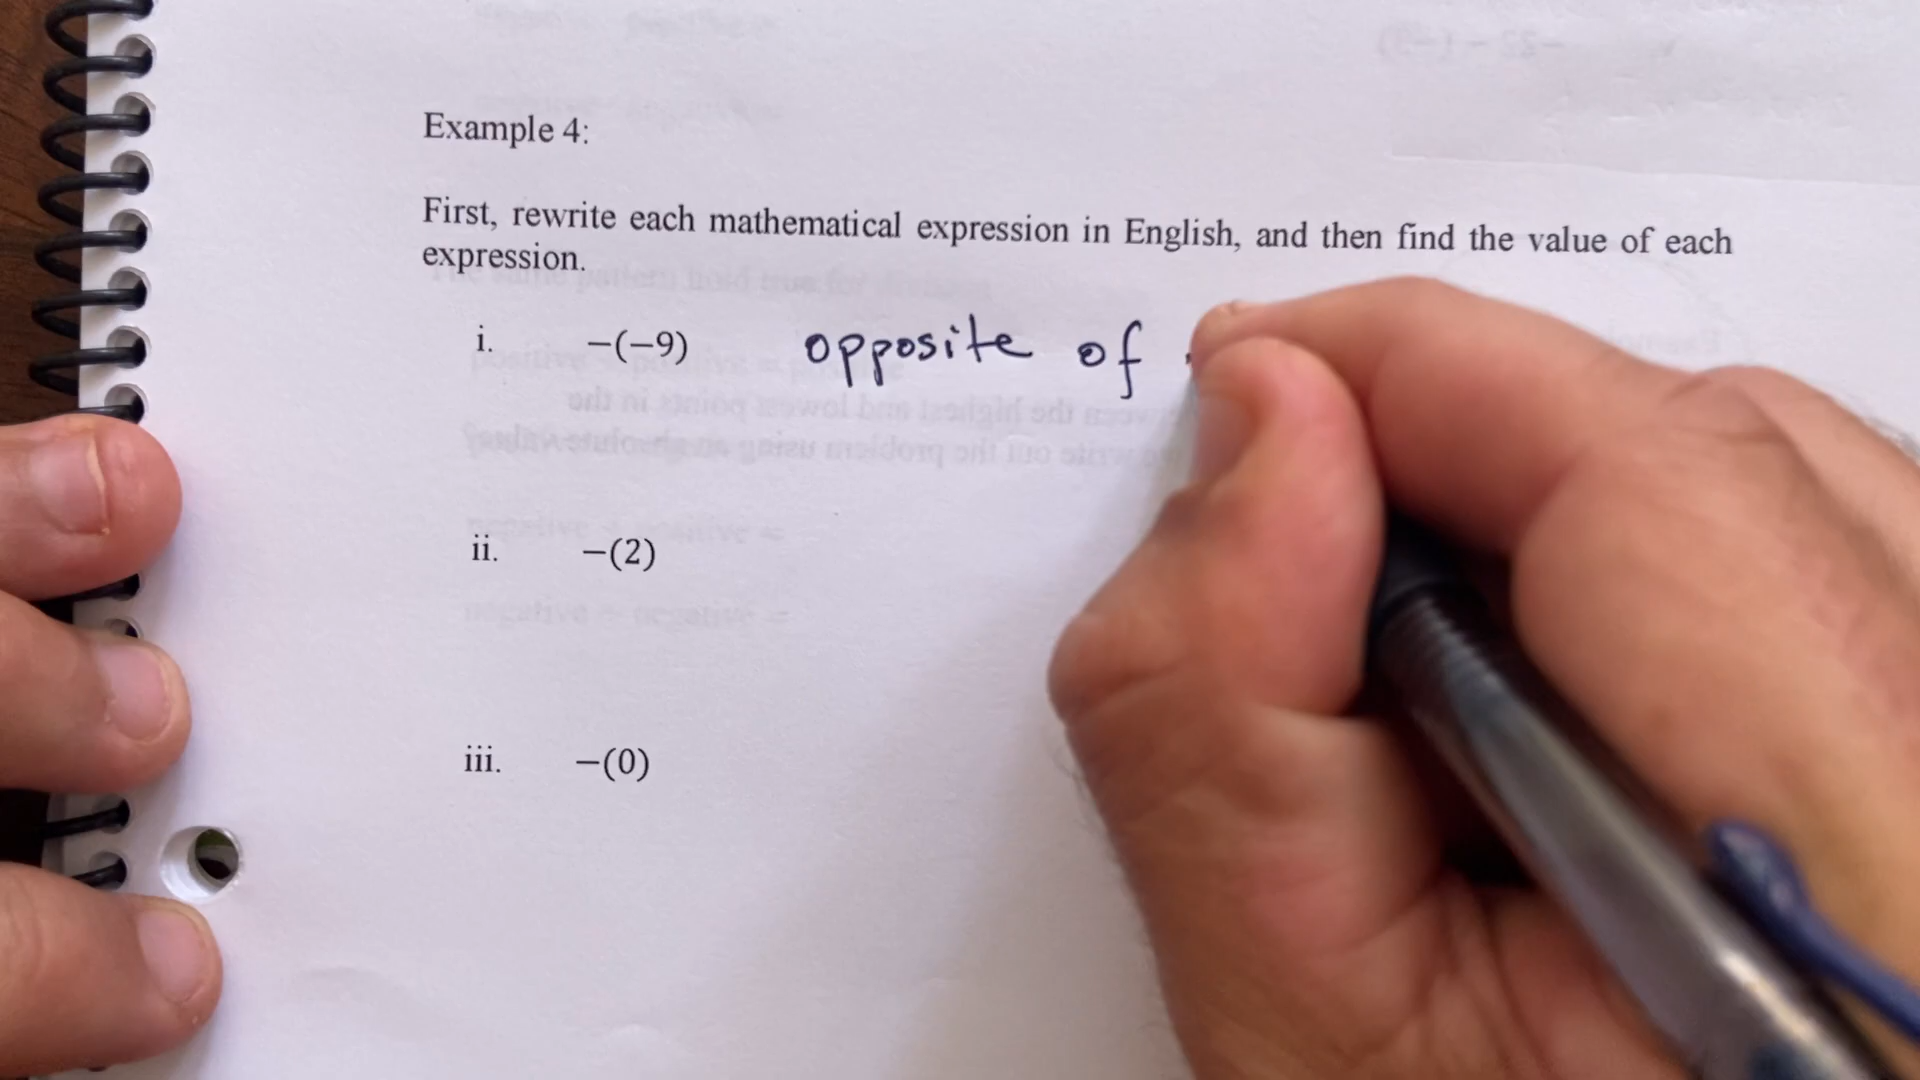 Example 4:
First, rewrite each mathematical expression in English, and then find the value of each
expression.
i. −(−9) opposite of
ii. −(2)
iii. −(0)